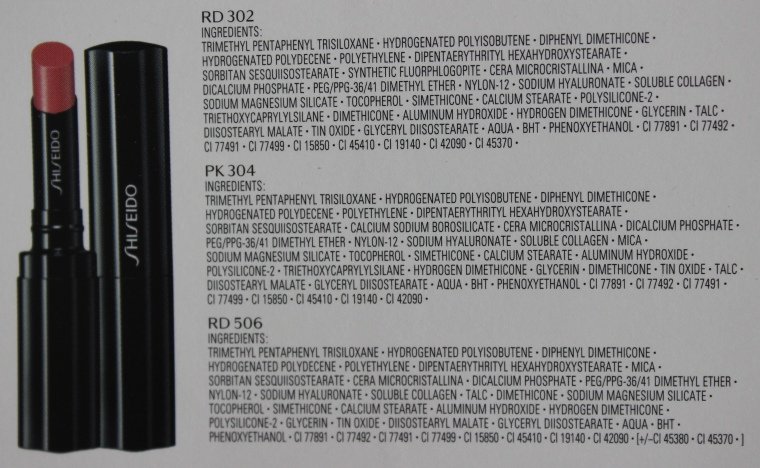 SHISEIDO
SHISEIDO
RD 302
INGREDIENTS:
TRIMETHYL PENTAPHENYL TRISILOXANE · HYDROGENATED POLYISOBUTENE · DIPHENYL DIMETHICONE ·
HYDROGENATED POLYDECENE · POLYETHYLENE · DIPENTAERYTHRITYL HEXAHYDROXYSTEARATE ·
SORBITAN SESQUIISOSTEARATE · SYNTHETIC FLUORPHLOGOPITE · CERA MICROCRISTALLINA · MICA ·
DICALCIUM PHOSPHATE · PEG/PPG-36/41 DIMETHYL ETHER · NYLON-12 · SODIUM HYALURONATE · SOLUBLE COLLAGEN ·
SODIUM MAGNESIUM SILICATE · TOCOPHEROL · SIMETHICONE · CALCIUM STEARATE · POLYSILICONE-2 ·
TRIETHOXYCAPRYLYLSILANE · DIMETHICONE · ALUMINUM HYDROXIDE · HYDROGEN DIMETHICONE · GLYCERIN · TALC ·
DIISOSTEARYL MALATE · TIN OXIDE · GLYCERYL DIISOSTEARATE · AQUA · BHT · PHENOXYETHANOL · CI 77891 · CI 77492 ·
CI 77491 · CI 77499 · CI 15850 · CI 45410 · CI 19140 · CI 42090 · CI 45370 ·
PK 304
INGREDIENTS:
TRIMETHYL PENTAPHENYL TRISILOXANE · HYDROGENATED POLYISOBUTENE · DIPHENYL DIMETHICONE ·
HYDROGENATED POLYDECENE · POLYETHYLENE · DIPENTAERYTHRITYL HEXAHYDROXYSTEARATE ·
SORBITAN SESQUIISOSTEARATE · CALCIUM SODIUM BOROSILICATE · CERA MICROCRISTALLINA · DICALCIUM PHOSPHATE ·
PEG/PPG-36/41 DIMETHYL ETHER · NYLON-12 · SODIUM HYALURONATE · SOLUBLE COLLAGEN · MICA ·
SODIUM MAGNESIUM SILICATE · TOCOPHEROL · SIMETHICONE · CALCIUM STEARATE · ALUMINUM HYDROXIDE ·
POLYSILICONE-2 · TRIETHOXYCAPRYLYLSILANE · HYDROGEN DIMETHICONE · GLYCERIN · DIMETHICONE · TIN OXIDE · TALC ·
DIISOSTEARYL MALATE · GLYCERYL DIISOSTEARATE · AQUA · BHT · PHENOXYETHANOL · CI 77891 · CI 77492 · CI 77491 ·
CI 77499 · CI 15850 · CI 45410 · CI 19140 · CI 42090 ·
RD 506
INGREDIENTS:
TRIMETHYL PENTAPHENYL TRISILOXANE · HYDROGENATED POLYISOBUTENE · DIPHENYL DIMETHICONE ·
HYDROGENATED POLYDECENE · POLYETHYLENE · DIPENTAERYTHRITYL HEXAHYDROXYSTEARATE · MICA ·
SORBITAN SESQUIISOSTEARATE · CERA MICROCRISTALLINA · DICALCIUM PHOSPHATE · PEG/PPG-36/41 DIMETHYL ETHER ·
NYLON-12 · SODIUM HYALURONATE · SOLUBLE COLLAGEN · TALC · DIMETHICONE · SODIUM MAGNESIUM SILICATE ·
TOCOPHEROL · SIMETHICONE · CALCIUM STEARATE · ALUMINUM HYDROXIDE · HYDROGEN DIMETHICONE ·
POLYSILICONE-2 · GLYCERIN · TIN OXIDE · DIISOSTEARYL MALATE · GLYCERYL DIISOSTEARATE · AQUA · BHT ·
PHENOXYETHANOL · CI 77891 · CI 77492 · CI 77491 · CI 77499 · CI 15850 · CI 45410 · CI 19140 · CI 42090 · [+/-CI 45380 · CI 45370 · ]